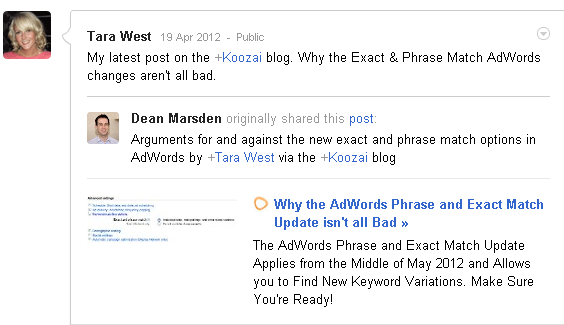 Tara West 19 Apr 2012 - Public
My latest post on the +Koozai blog. Why the Exact & Phrase Match AdWords
changes aren't all bad.
Dean Marsden originally shared this post:
Arguments for and against the new exact and phrase match options in
AdWords by +Tara West via the +Koozai blog
Why the AdWords Phrase and Exact Match
Update isn't all Bad »
The AdWords Phrase and Exact Match Update
Applies from the Middle of May 2012 and Allows
you to Find New Keyword Variations. Make Sure
You're Ready!